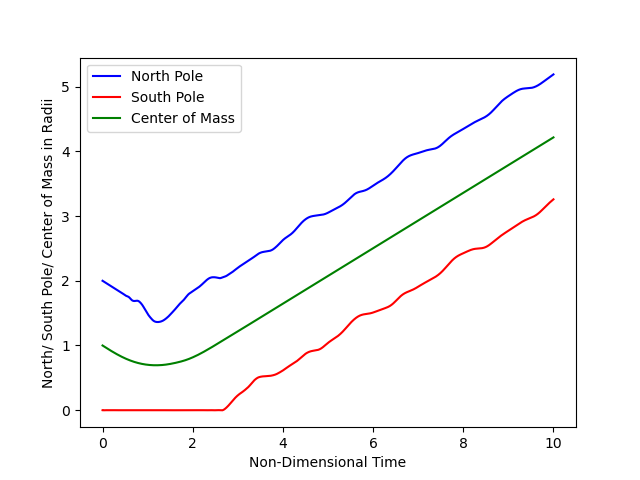 North Pole
South Pole
Center of Mass
5
4
3
2
1
0
North/ South Pole/ Center of Mass in Radii
0 2 4 6 8 10
Non-Dimensional Time